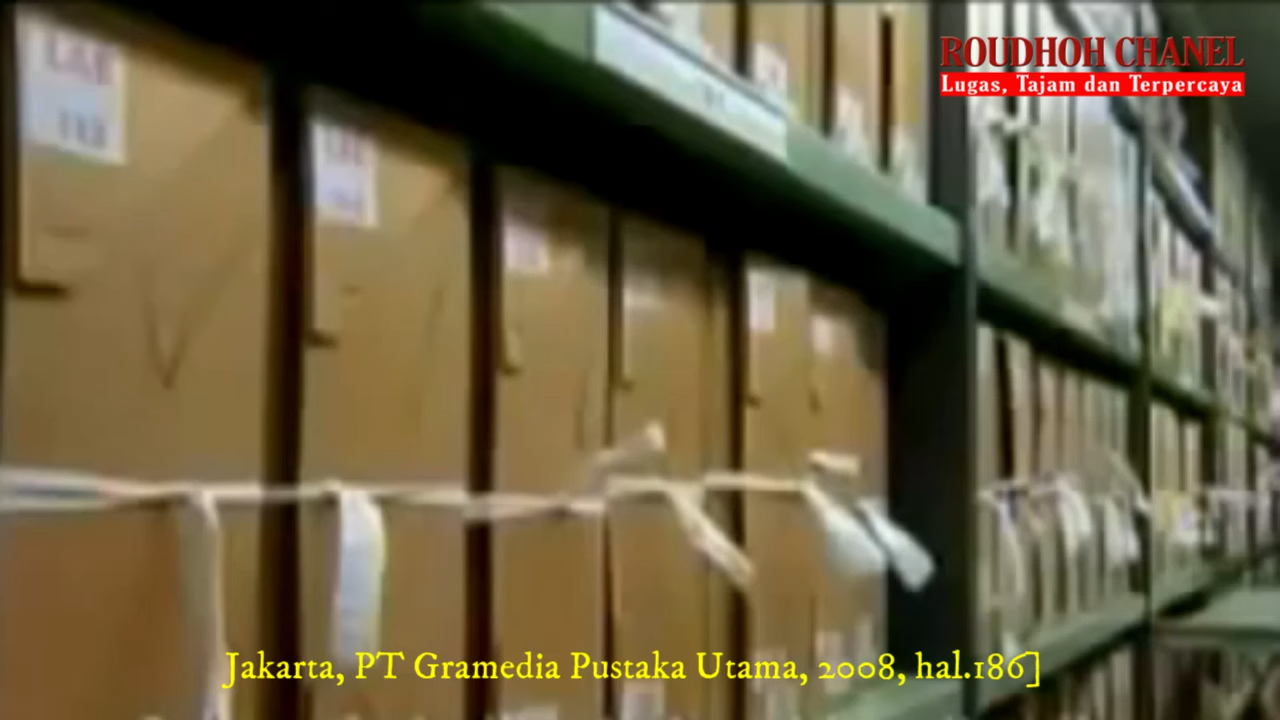 ROUDHOH CHANEL
Lugas, Tajam dan Terpercaya
Jakarta, PT Gramedia Pustaka Utama, 2008, hal.186]